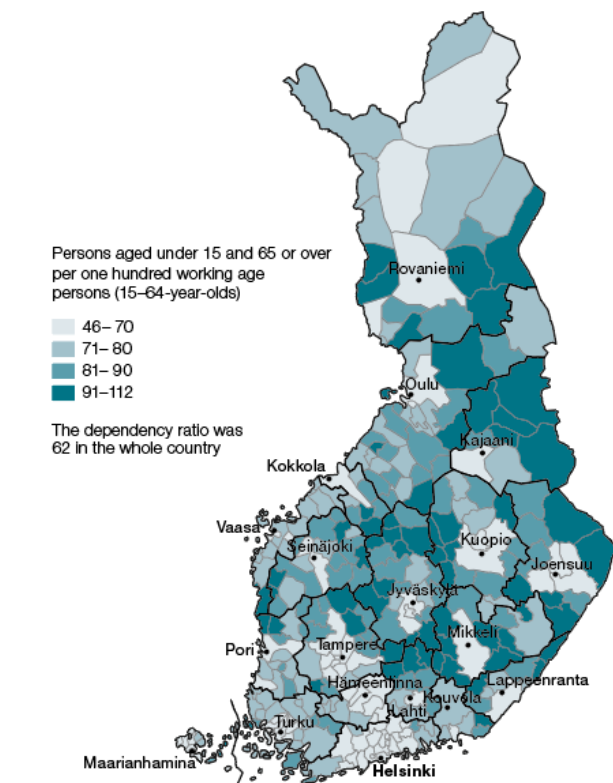 Persons aged under 15 and 65 or over
per one hundred working age
persons (15–64-year-olds)
46–70
71–80
81–90
91–112
The dependency ratio was
62 in the whole country
Rovaniemi
Oulu
Kajaani
Kokkola
Vaasa
Seinäjoki
Kuopio
Joensuu
Jyväskylä
Mikkeli
Pori
Tampere
Hämeenlinna
Lahti
Kouvola
Lappeenranta
Turku
Maarianhamina
Helsinki